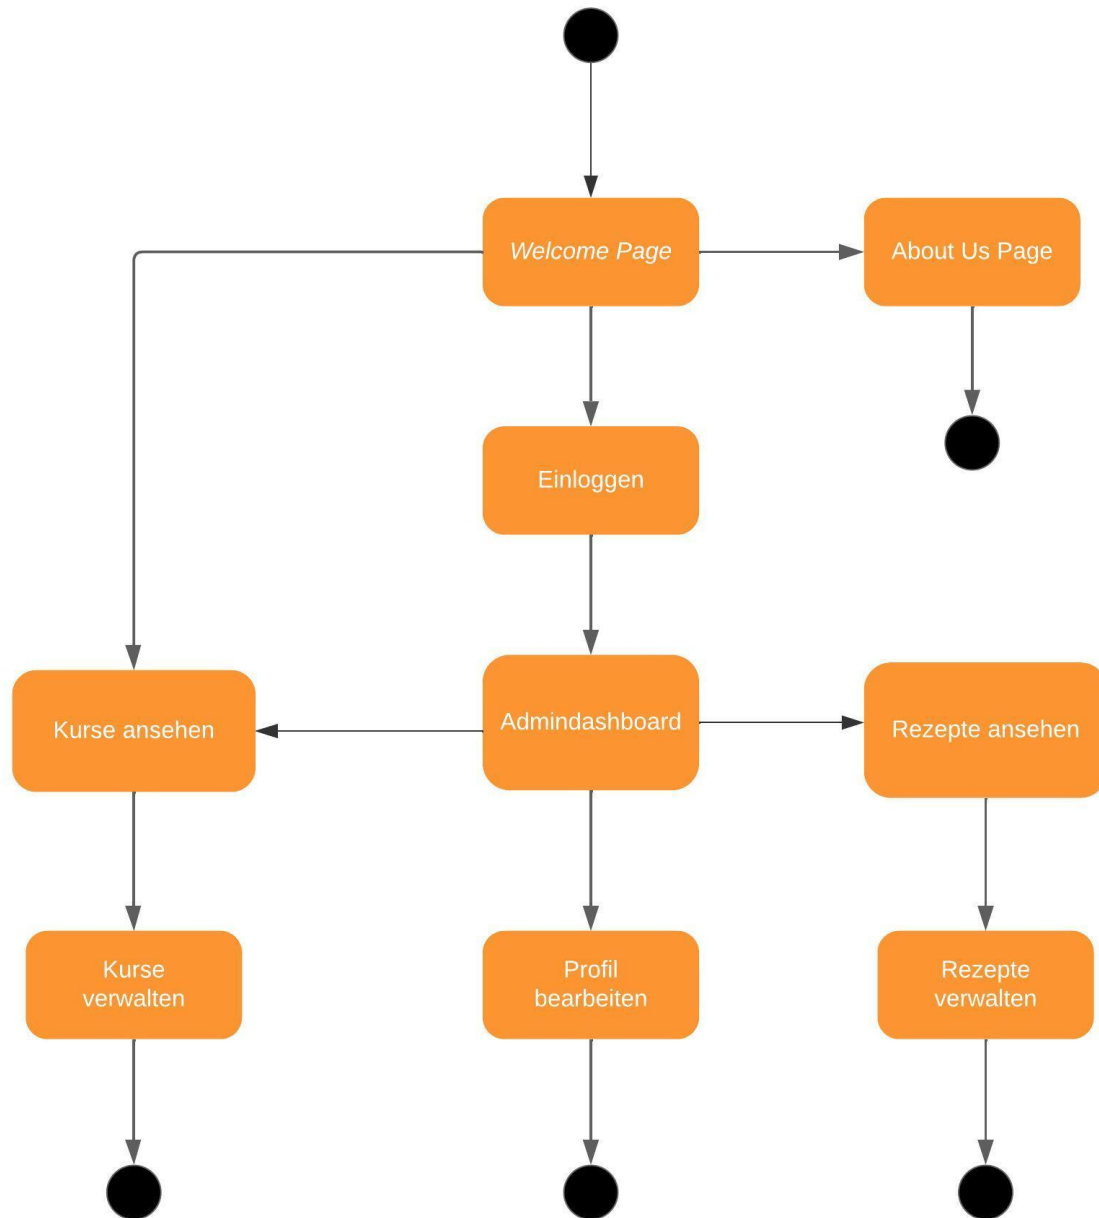 Welcome Page
About Us Page
Einloggen
Kurse ansehen
Admindashboard
Rezepte ansehen
Kurse
verwalten
Profil
bearbeiten
Rezepte
verwalten